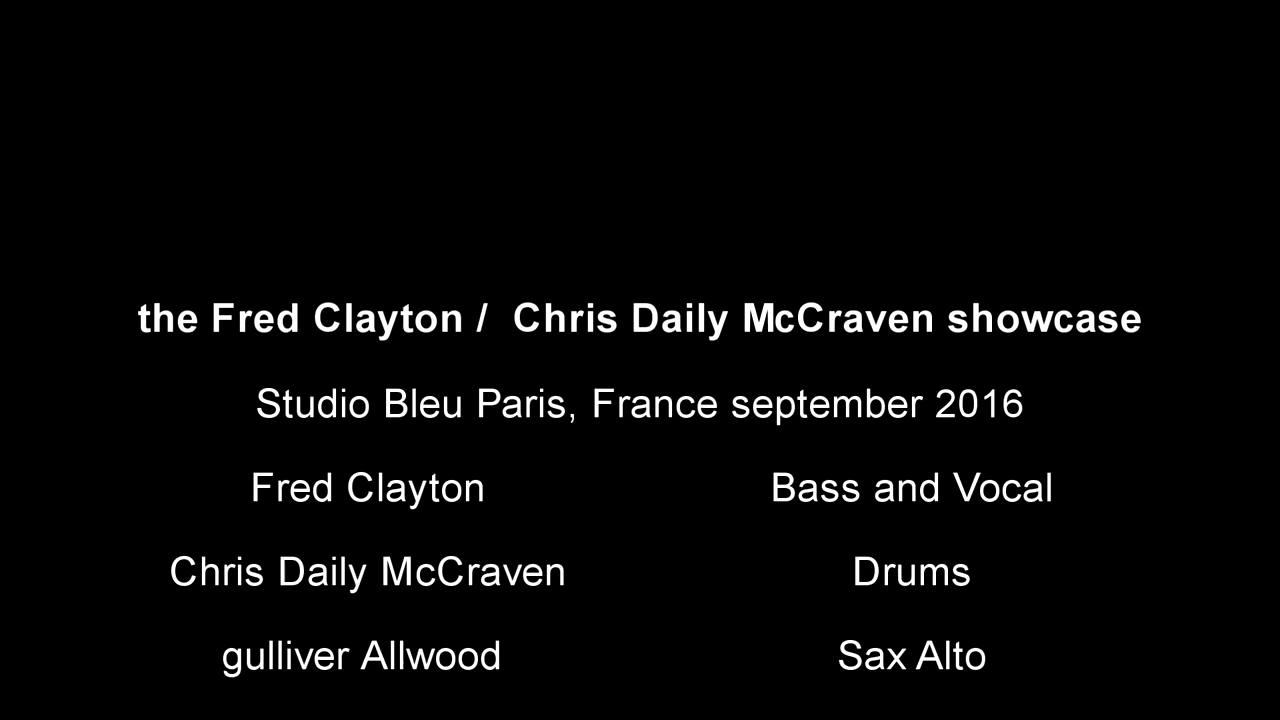 the Fred Clayton /  Chris Daily McCraven showcase
Studio Bleu Paris, France september 2016
Fred Clayton Bass and Vocal
Chris Daily McCraven Drums
gulliver Allwood Sax Alto